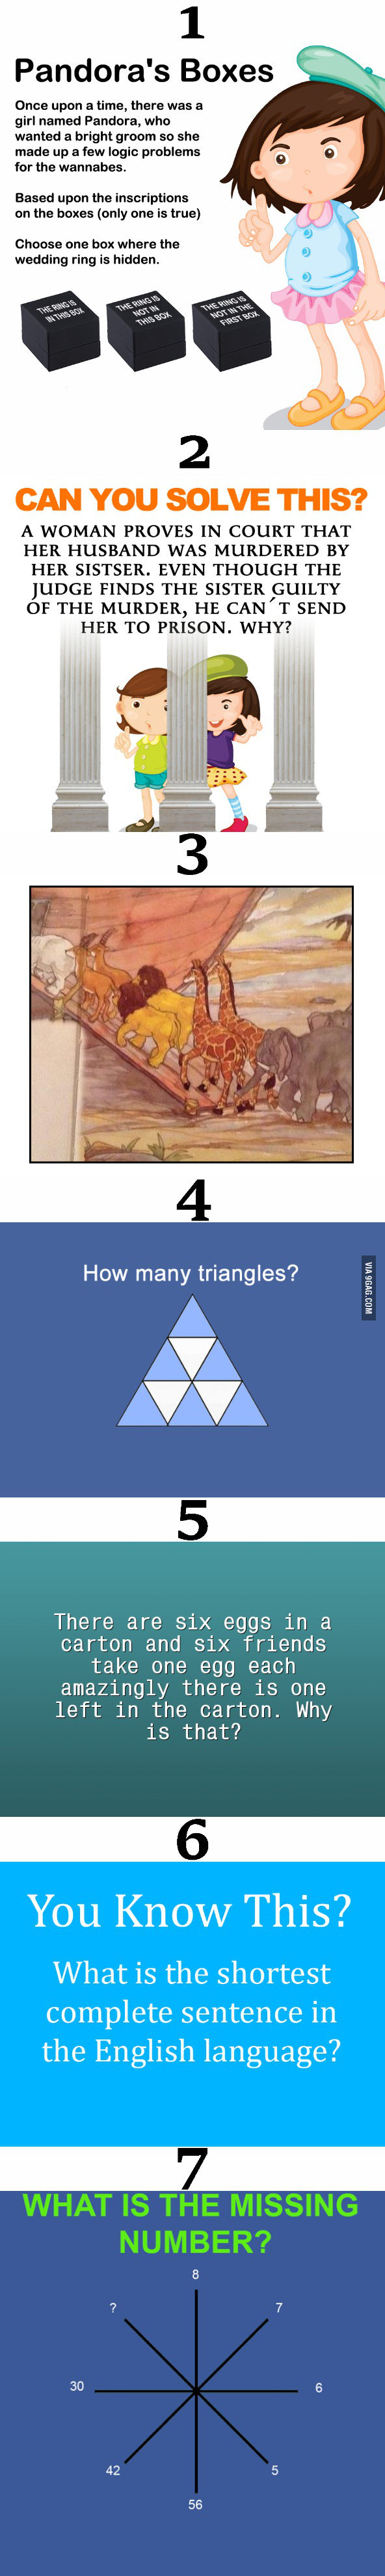 1
Pandora's Boxes
Once upon a time, there was a
girl named Pandora, who
wanted a bright groom so she
made up a few logic problems
for the wannabes.
Based upon the inscriptions
on the boxes (only one is true)
Choose one box where the
wedding ring is hidden.
THE RING IS
IN THIS BOX
THE RING IS
NOT IN
THIS BOX
THE RING IS
NOT IN THE
FIRST BOX
2
CAN YOU SOLVE THIS?
A WOMAN PROVES IN COURT THAT
HER HUSBAND WAS MURDERED BY
HER SISTSER. EVEN THOUGH THE
JUDGE FINDS THE SISTER GUILTY
OF THE MURDER, HE CAN´T SEND
HER TO PRISON. WHY?
3
4
How many triangles?
VIA 9GAG.COM
5
There are six eggs in a
carton and six friends
take one egg each
amazingly there is one
left in the carton. Why
is that?
6
You Know This?
What is the shortest
complete sentence in
the English language?
7
WHAT IS THE MISSING
NUMBER?
8
? 7
30 6
42 5
56